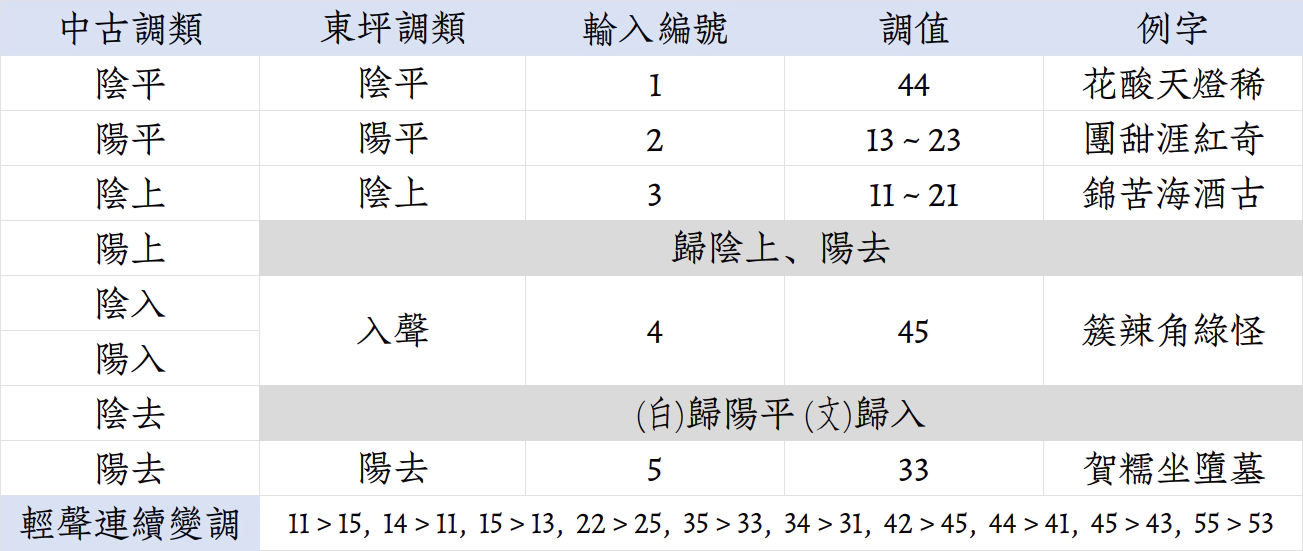 中古調類 東坪調類 輸入編號 調值 例字
陰平 陰平 1 44 花酸天燈稀
陽平 陽平 2 13 ~ 23 團甜涯紅奇
陰上 陰上 3 11 ~ 21 錦苦海酒古
陽上 歸陰上、陽去
陰入
入聲 4 45 簇辣角綠怪
陽入
陰去 (白)歸陽平 (文)歸入
陽去 陽去 5 33 賀糯坐墮墓
輕聲連續變調 11 > 15, 14 > 11, 15 > 13, 22 > 25, 35 > 33, 34 > 31, 42 > 45, 44 > 41, 45 > 43, 55 > 53